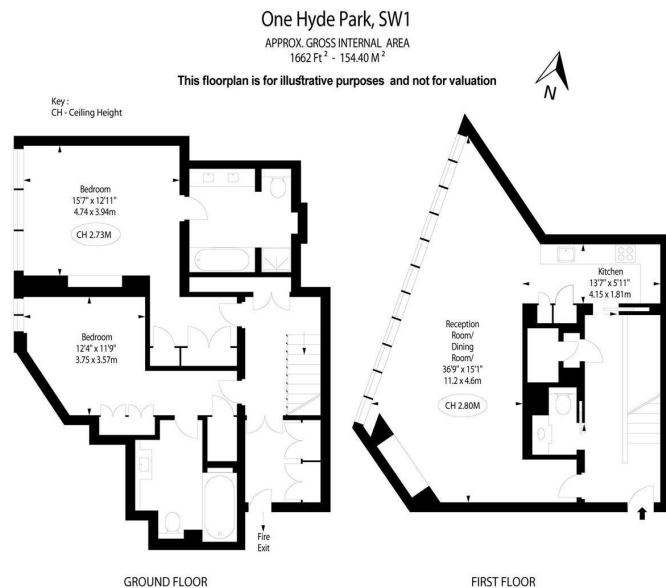 One Hyde Park, SW1
APPROX. GROSS INTERNAL AREA
1662 Ft ² - 154.40 M ²
This floorplan is for illustrative purposes and not for valuation
N
Key :
CH - Ceiling Height
Bedroom
15'7" x 12'11"
4.74 x 3.94m
CH 2.73M
Bedroom
12'4" x 11'9"
3.75 x 3.57m
Fire
Exit
GROUND FLOOR
Kitchen
13'7" x 5'11"
4.15 x 1.81m
Reception
Room/
Dining
Room/
36'9" x 15'1"
11.2 x 4.6m
CH 2.80M
FIRST FLOOR